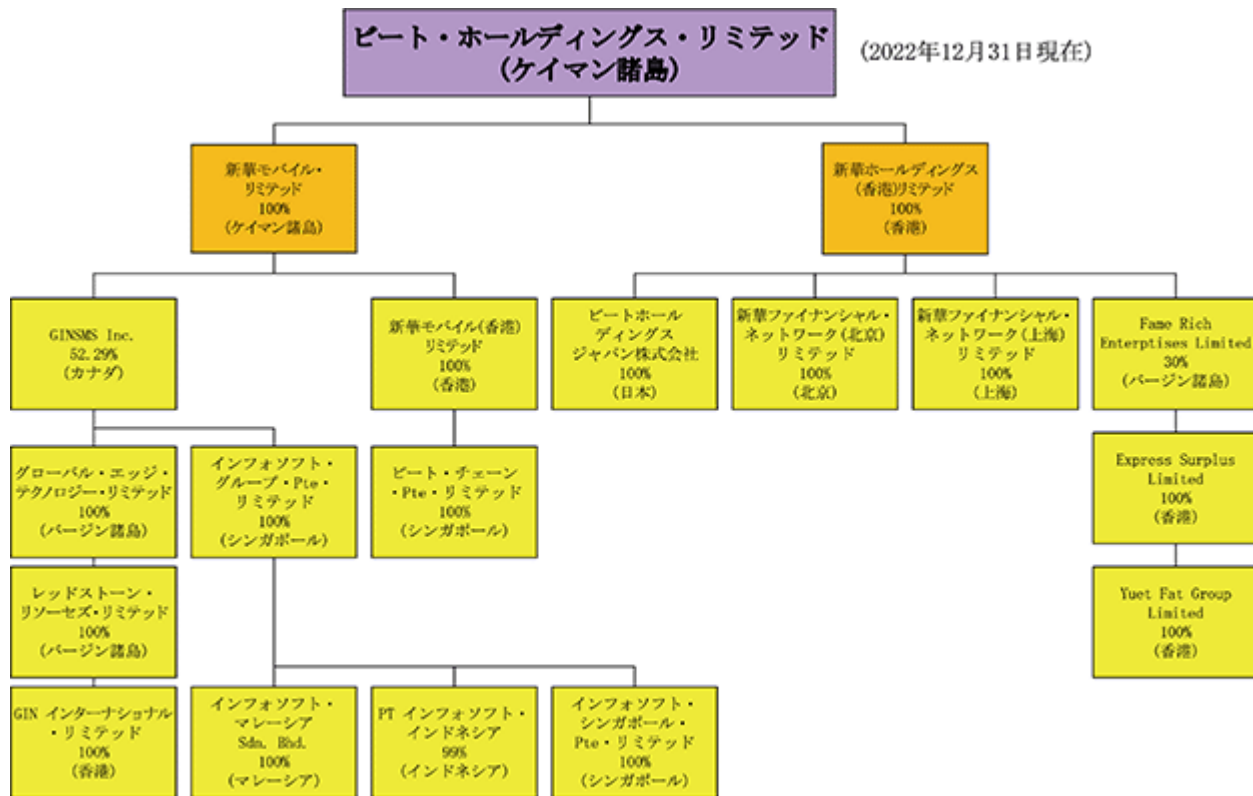 ビート・ホールディングス・リミテッド
(ケイマン諸島)
(2022年12月31日現在)
新華モバイル・
リミテッド
100%
(ケイマン諸島)
新華ホールディングス
(香港)リミテッド
100%
(香港)
GINSMS Inc.
52.29%
(カナダ)
新華モバイル(香港)
リミテッド
100%
(香港)
ビートホール
ディングス
ジャパン株式会社
100%
(日本)
新華ファイナンシャル・
ネットワーク(北京)
リミテッド
100%
(北京)
新華ファイナンシャル・
ネットワーク(上海)
リミテッド
100%
(上海)
Fame Rich
Enterptises Limited
30%
(バージン諸島)
グローバル・エッジ・
テクノロジー・リミテッド
100%
(バージン諸島)
インフォソフト・
グループ・Pte・
リミテッド
100%
(シンガポール)
ビート・チェーン
・Pte・リミテッド
100%
(シンガポール)
Express Surplus
Limited
100%
(香港)
レッドストーン・
リソーセズ・リミテッド
100%
(バージン諸島)
Yuet Fat Group
Limited
100%
(香港)
GIN インターナショナル
・リミテッド
100%
(香港)
インフォソフト・
マレーシア
Sdn. Bhd.
100%
(マレーシア)
PT インフォソフト・
インドネシア
99%
(インドネシア)
インフォソフト・
シンガポール・
Pte・リミテッド
100%
(シンガポール)